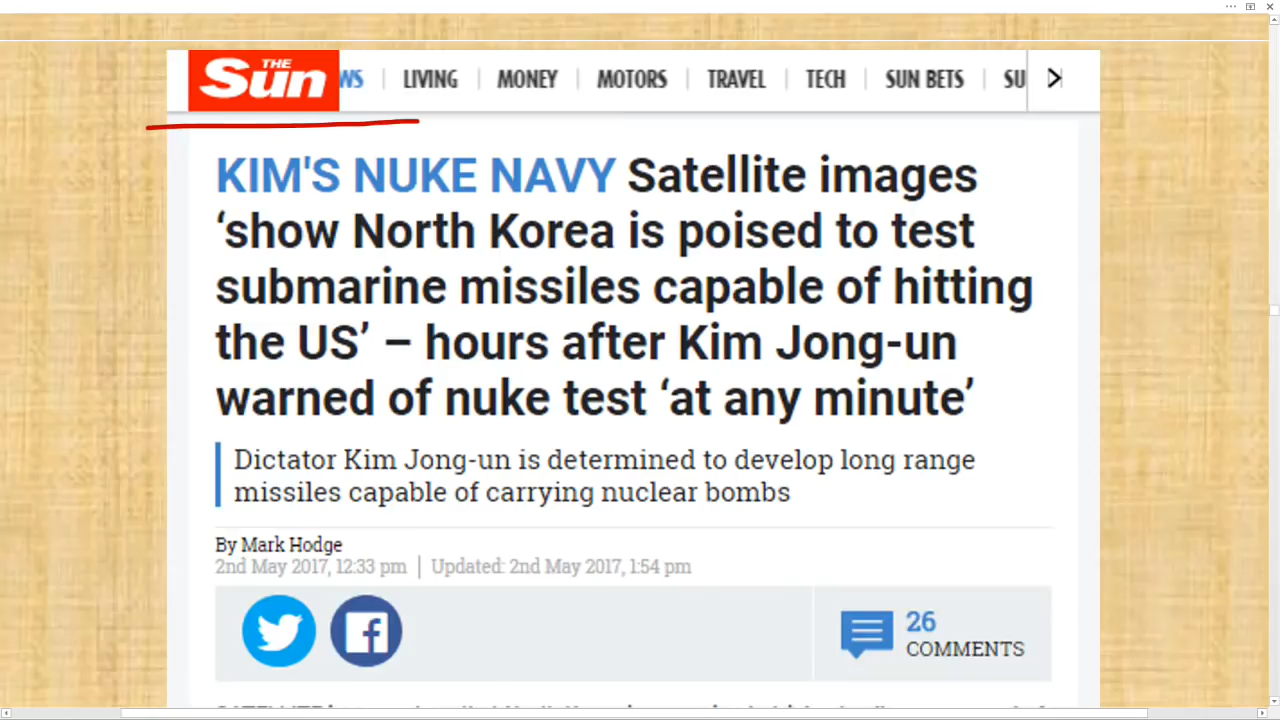 THE
Sun
WS LIVING MONEY MOTORS TRAVEL TECH SUN BETS SU
KIM'S NUKE NAVY Satellite images
‘show North Korea is poised to test
submarine missiles capable of hitting
the US’ – hours after Kim Jong-un
warned of nuke test ‘at any minute’
Dictator Kim Jong-un is determined to develop long range
missiles capable of carrying nuclear bombs
By Mark Hodge
2nd May 2017, 12:33 pm | Updated: 2nd May 2017, 1:54 pm
26
COMMENTS